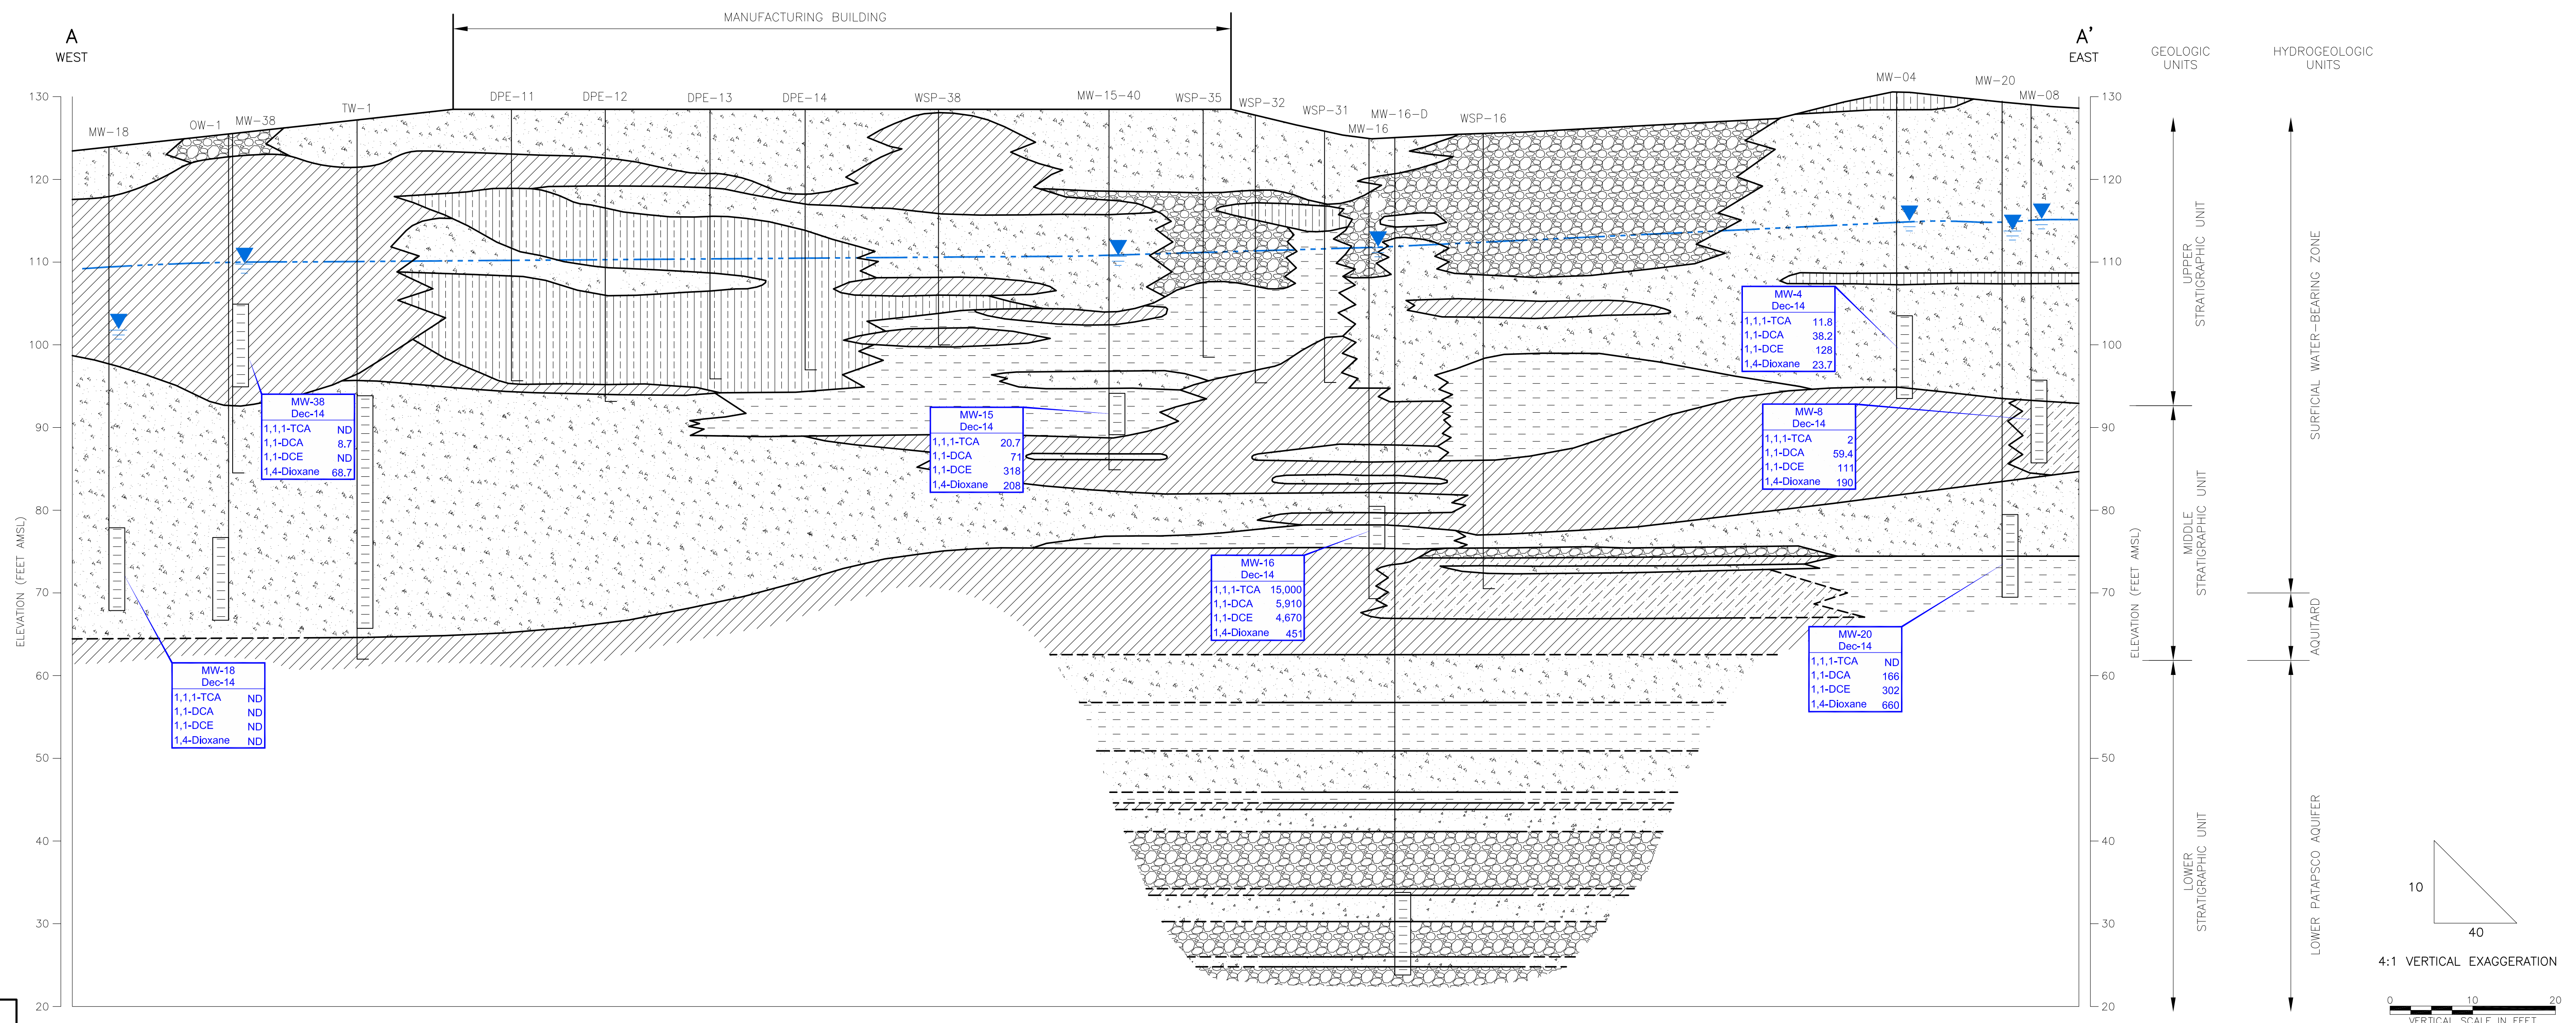 MANUFACTURING BUILDING
A
WEST
A'
EAST
GEOLOGIC
UNITS
HYDROGEOLOGIC
UNITS
MW-18
OW-1
MW-38
TW-1
DPE-11
DPE-12
DPE-13
DPE-14
WSP-38
MW-15-40
WSP-35
WSP-32
WSP-31
MW-16
MW-16-D
WSP-16
MW-04
MW-20
MW-08
130
120
110
100
90
80
70
60
50
40
30
20
ELEVATION (FEET AMSL)
MW-38
Dec-14
1,1,1-TCA ND
1,1-DCA 8.7
1,1-DCE ND
1,4-Dioxane 68.7
MW-18
Dec-14
1,1,1-TCA ND
1,1-DCA ND
1,1-DCE ND
1,4-Dioxane ND
MW-15
Dec-14
1,1,1-TCA 20.7
1,1-DCA 71
1,1-DCE 318
1,4-Dioxane 208
MW-16
Dec-14
1,1,1-TCA 15,000
1,1-DCA 5,910
1,1-DCE 4,670
1,4-Dioxane 451
MW-4
Dec-14
1,1,1-TCA 11.8
1,1-DCA 38.2
1,1-DCE 128
1,4-Dioxane 23.7
MW-8
Dec-14
1,1,1-TCA 2
1,1-DCA 59.4
1,1-DCE 111
1,4-Dioxane 190
MW-20
Dec-14
1,1,1-TCA ND
1,1-DCA 166
1,1-DCE 302
1,4-Dioxane 660
130
120
110
100
90
80
70
60
50
40
30
20
ELEVATION (FEET AMSL)
UPPER
STRATIGRAPHIC UNIT
MIDDLE
STRATIGRAPHIC UNIT
LOWER
STRATIGRAPHIC UNIT
SURFICIAL WATER-BEARING ZONE
AQUITARD
LOWER PATAPSCO AQUIFER
10
40
4:1 VERTICAL EXAGGERATION
0 10 20
VERTICAL SCALE IN FEET